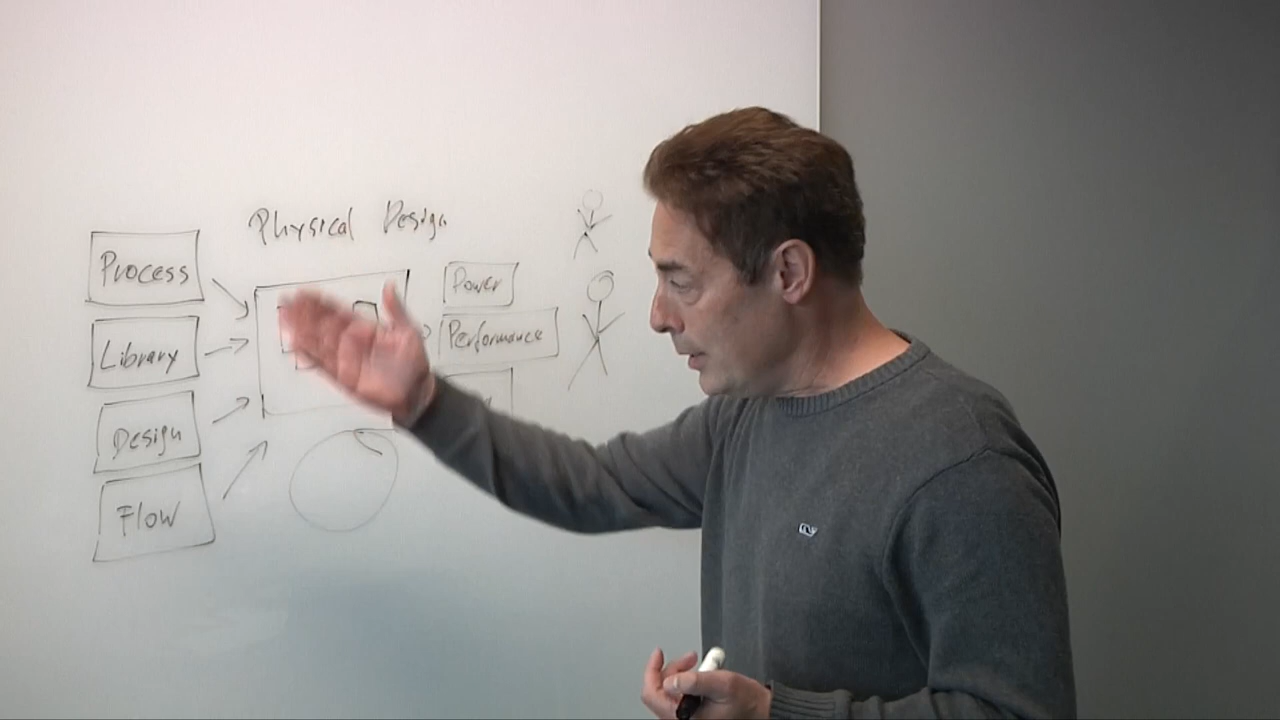 Physical Design
Process
Library
Design
Flow
Power
Performance